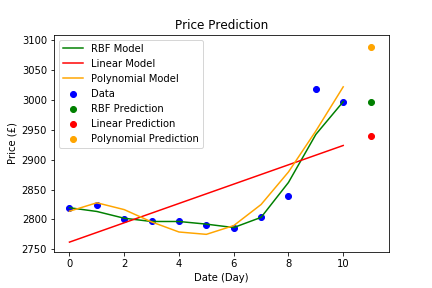 Price Prediction
3100
3050
3000
2950
2900
2850
2800
2750
Price (£)
RBF Model
Linear Model
Polynomial Model
Data
RBF Prediction
Linear Prediction
Polynomial Prediction
0 2 4 6 8 10
Date (Day)